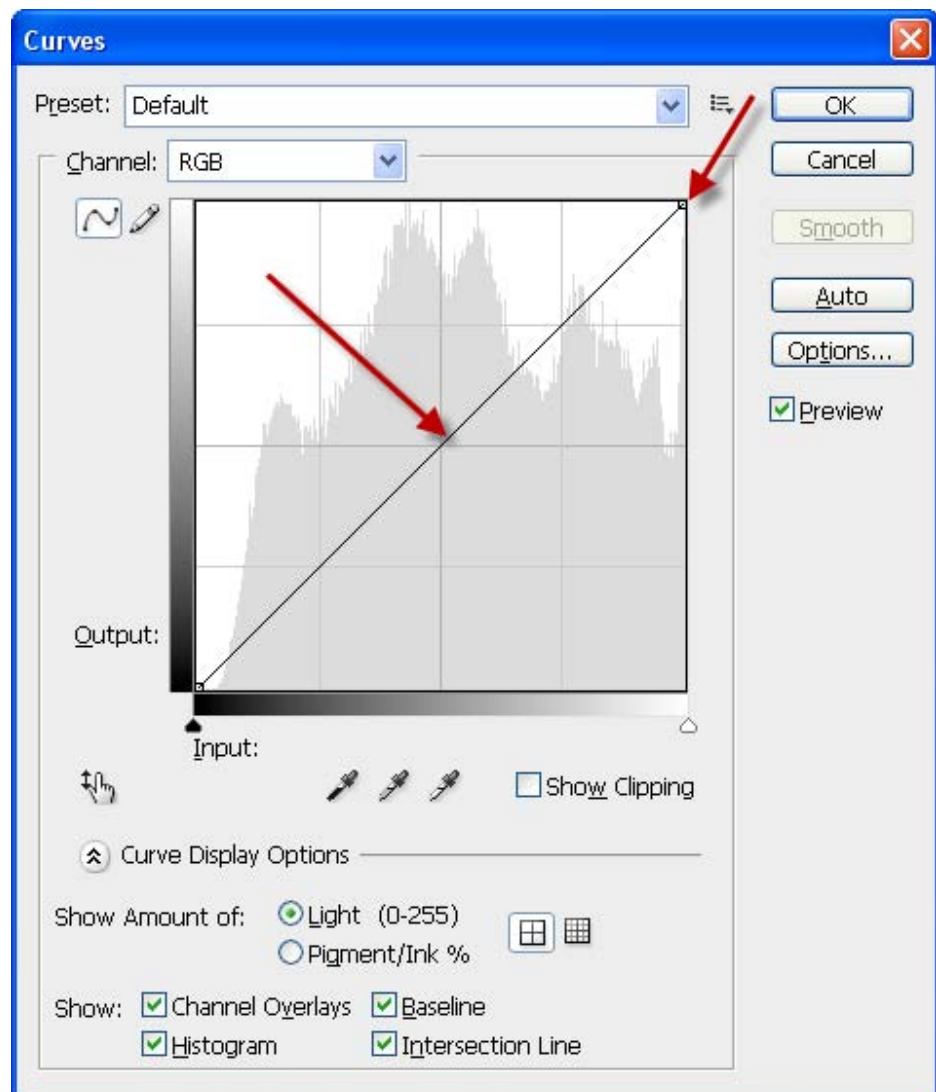 Curves
Preset: Default
OK
Channel: RGB
Cancel
Smooth
Auto
Options...
Preview
Output:
Input:
Show Clipping
Curve Display Options
Show Amount of: Light (0-255)
Pigment/Ink %
Show: Channel Overlays Baseline
Histogram Intersection Line